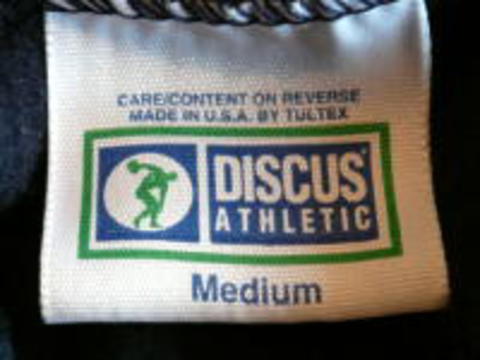 CARE/CONTENT ON REVERSE
MADE IN U.S.A. BY TULTEX
DISCUS
ATHLETIC
Medium